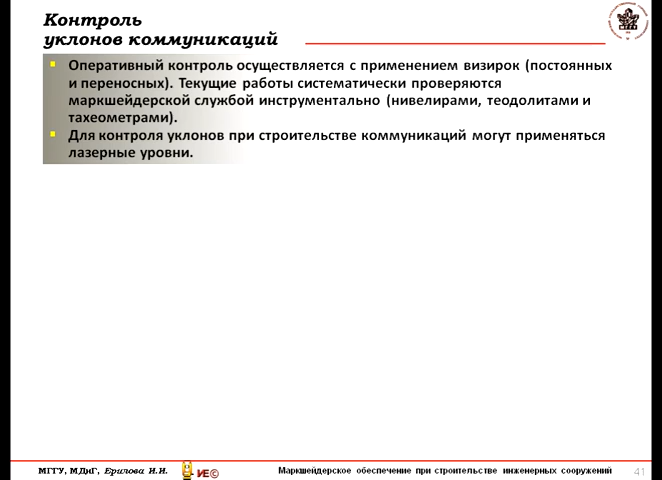 Контроль
уклонов коммуникаций
Оперативный контроль осуществляется с применением визирок (постоянных
и переносных). Текущие работы систематически проверяются
маркшейдерской службой инструментально (нивелирами, теодолитами и
тахеометрами).
Для контроля уклонов при строительстве коммуникаций могут применяться
лазерные уровни.
МГГУ, МДиГ, Ерилова И.И.
ИЕ©
Маркшейдерское обеспечение при строительстве инженерных сооружений
41